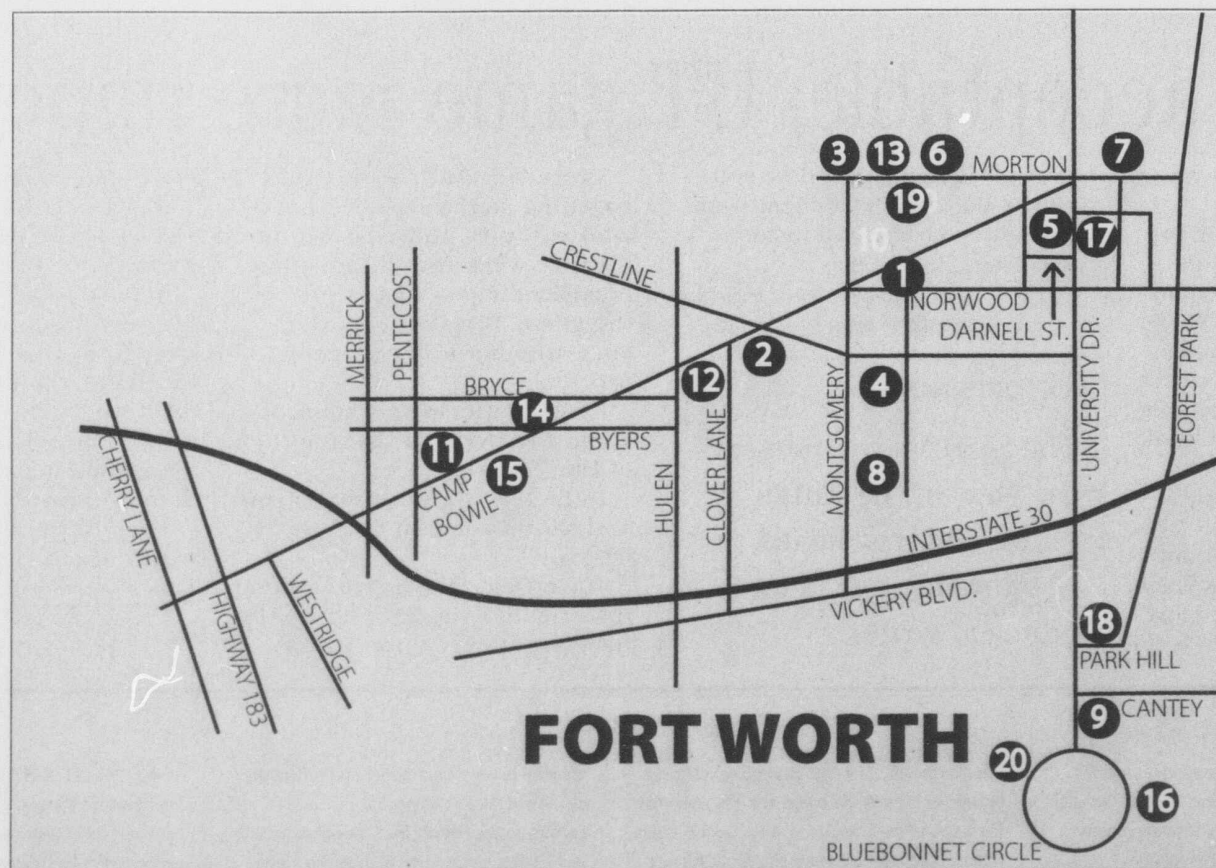 3 13 6 MORTON 7
19
5 17
10
CRESTLINE
1
NORWOOD
DARNELL ST.
MERRICK
PENTECOST
2
12
BRYCE
14
BYERS
4
11
CAMP
BOWIE
15
8
HULEN
CLOVER LANE
MONTGOMERY
UNIVERSITY DR.
FOREST PARK
INTERSTATE 30
VICKERY BLVD.
CHERRY LANE
HIGHWAY 183
WESTRIDGE
18
PARK HILL
9 CANTEY
FORT WORTH
20
16
BLUEBONNET CIRCLE